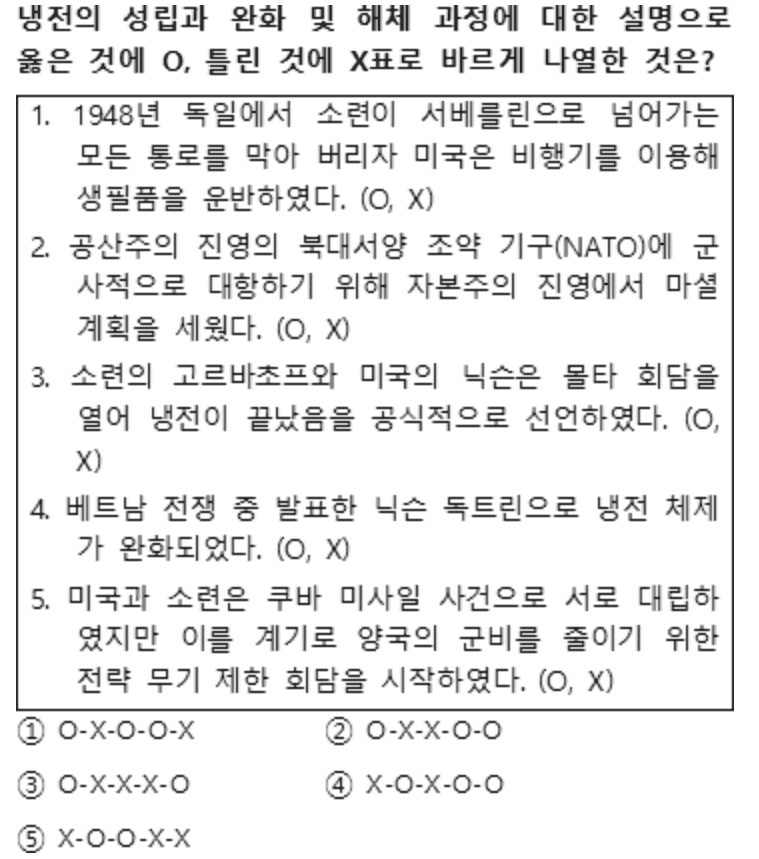 냉전의 성립과 완화 및 해체 과정에 대한 설명으로
옳은 것에 O, 틀린 것에 X표로 바르게 나열한 것은?
1. 1948년 독일에서 소련이 서베를린으로 넘어가는
모든 통로를 막아 버리자 미국은 비행기를 이용해
생필품을 운반하였다. (O, X)
2. 공산주의 진영의 북대서양 조약 기구(NATO)에 군
사적으로 대항하기 위해 자본주의 진영에서 마셜
계획을 세웠다. (O, X)
3. 소련의 고르바초프와 미국의 닉슨은 몰타 회담을
열어 냉전이 끝났음을 공식적으로 선언하였다. (O,
X)
4. 베트남 전쟁 중 발표한 닉슨 독트린으로 냉전 체제
가 완화되었다. (O, X)
5. 미국과 소련은 쿠바 미사일 사건으로 서로 대립하
였지만 이를 계기로 양국의 군비를 줄이기 위한
전략 무기 제한 회담을 시작하였다. (O, X)
① O-X-O-O-X ② O-X-X-O-O
③ O-X-X-X-O ④ X-O-X-O-O
⑤ X-O-O-X-X